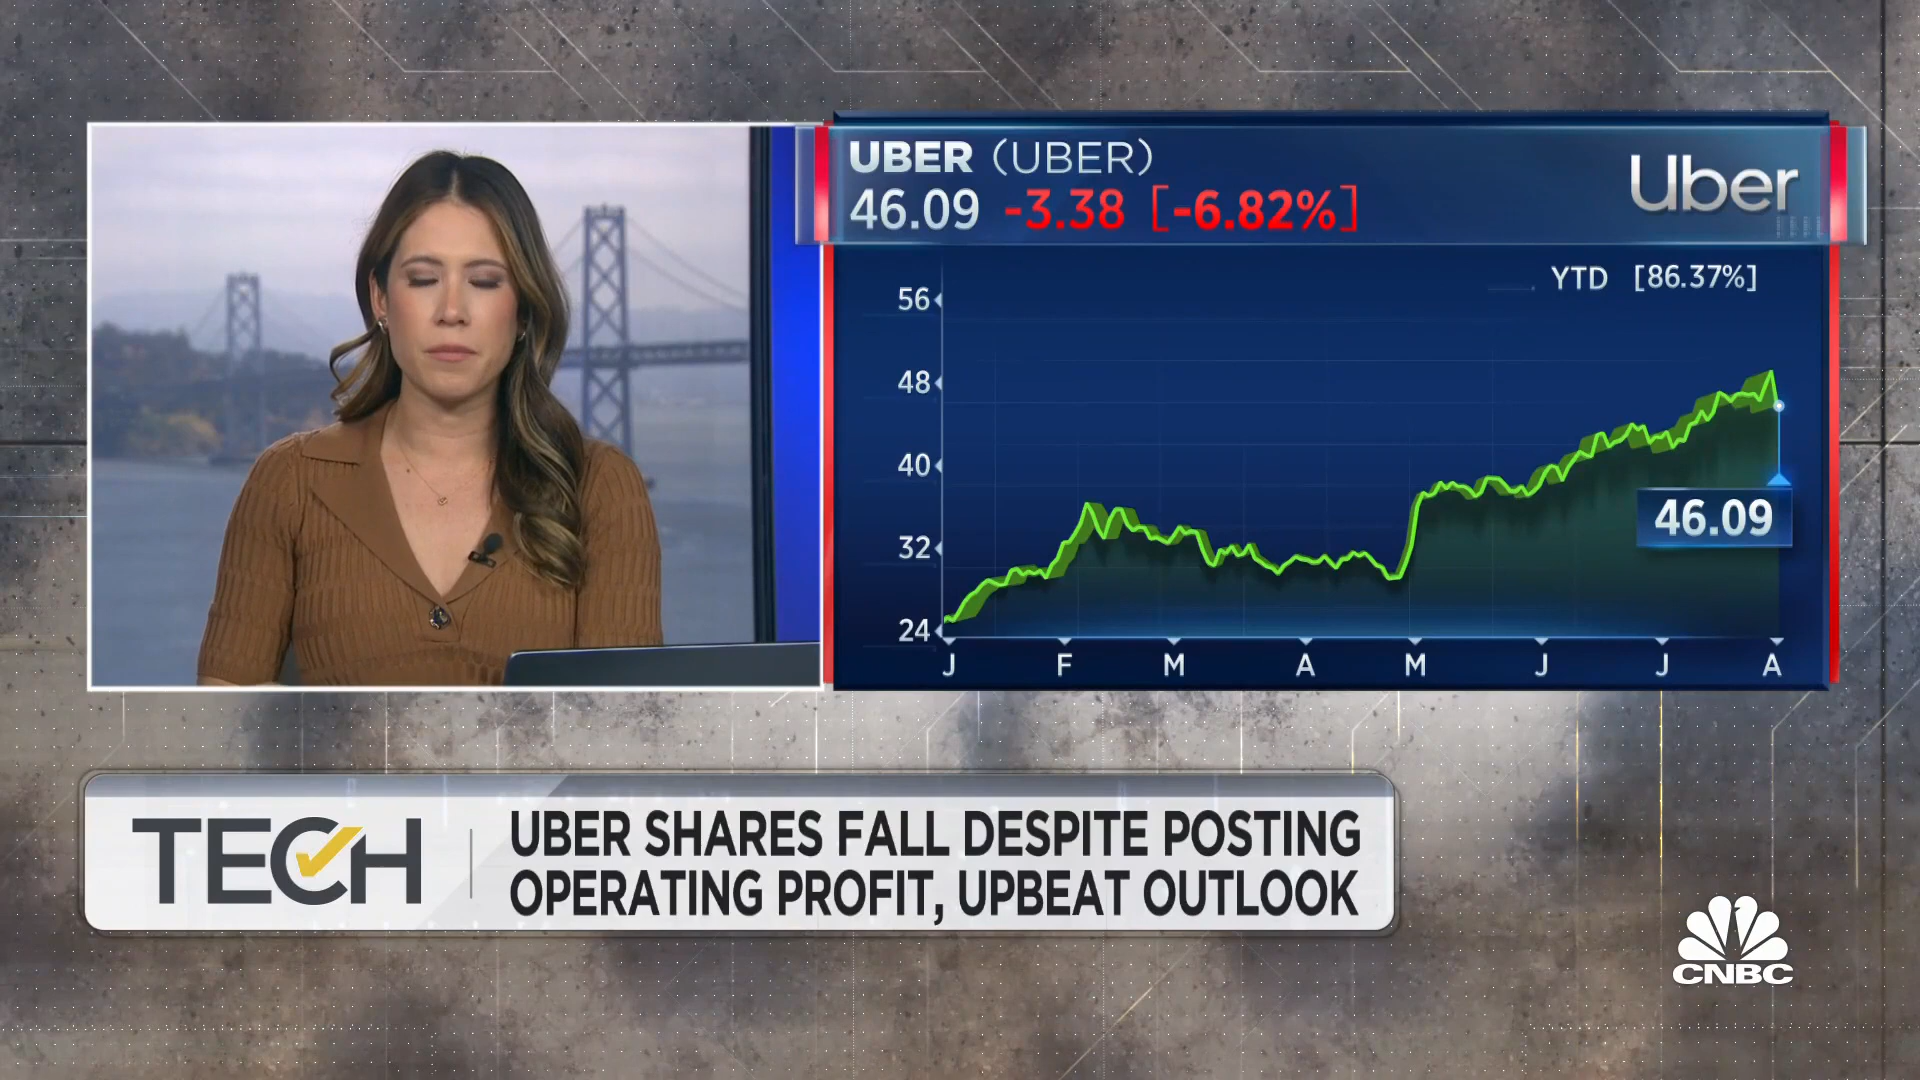 UBER (UBER)
46.09 -3.38 [-6.82%]
Uber
YTD [86.37%]
56
48
40
32
24
46.09
J F M A M J J A
TECH
UBER SHARES FALL DESPITE POSTING
OPERATING PROFIT, UPBEAT OUTLOOK
CNBC